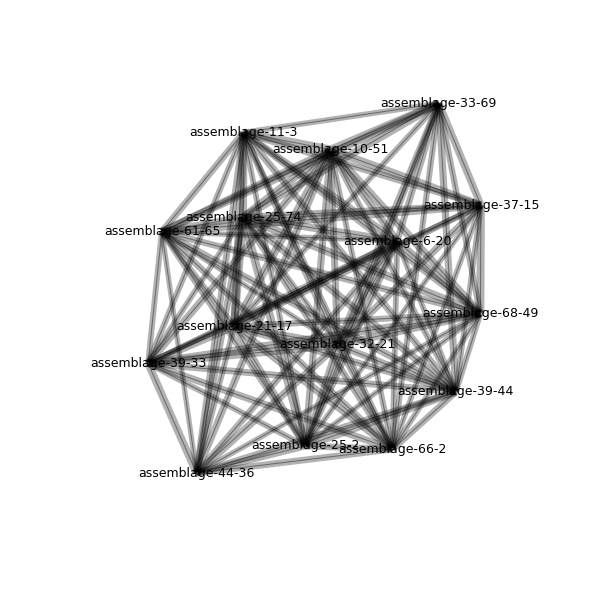 assemblage-33-69
assemblage-11-3
assemblage-10-51
assemblage-37-15
assemblage-25-74
assemblage-61-65
assemblage-6-20
assemblage-68-49
assemblage-21-17
assemblage-32-21
assemblage-39-33
assemblage-39-44
assemblage-25-2
assemblage-66-2
assemblage-44-36